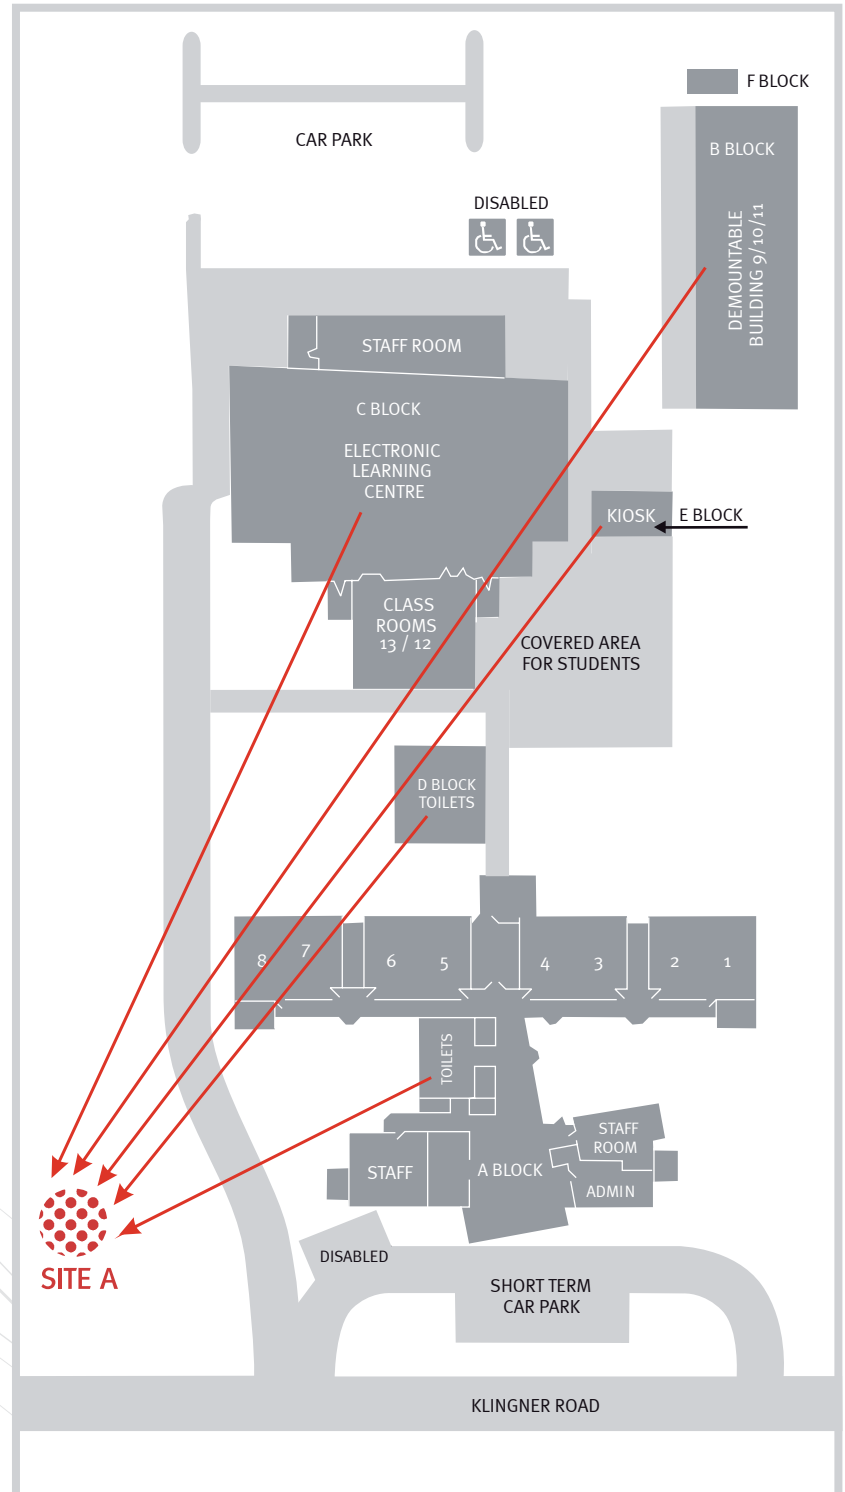 F BLOCK
CAR PARK
B BLOCK
DEMOUNTABLE
BUILDING 9/10/11
DISABLED
STAFF ROOM
C BLOCK
ELECTRONIC
LEARNING
CENTRE
KIOSK
E BLOCK
CLASS
ROOMS
13 / 12
COVERED AREA
FOR STUDENTS
D BLOCK
TOILETS
8
7
6
5
4
3
2
1
TOILETS
STAFF
ROOM
STAFF
A BLOCK
ADMIN
SITE A
DISABLED
SHORT TERM
CAR PARK
KLINGNER ROAD